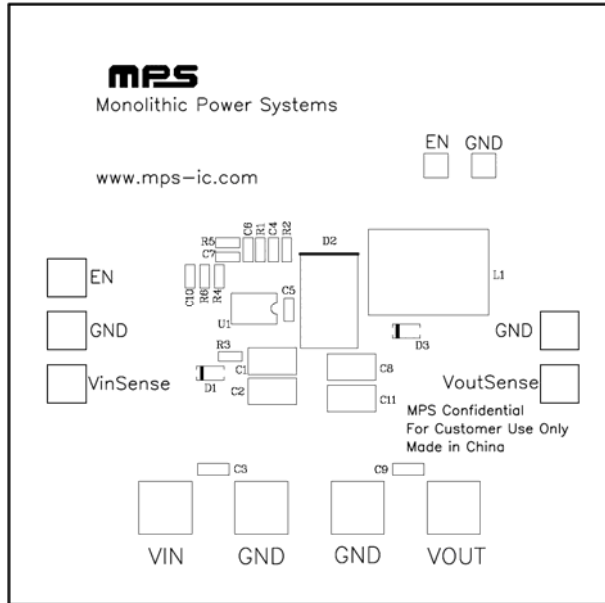 mps
Monolithic Power Systems
EN GND
www.mps-ic.com
R5 C6 R1 C4 R2
C7
D2
L1
EN
C10 R6 R4
C5
U1
GND
D3
GND
R3
C1
C8
VinSense
D1
C2
C11
VoutSense
MPS Confidential
For Customer Use Only
Made in China
C3
C9
VIN GND GND VOUT